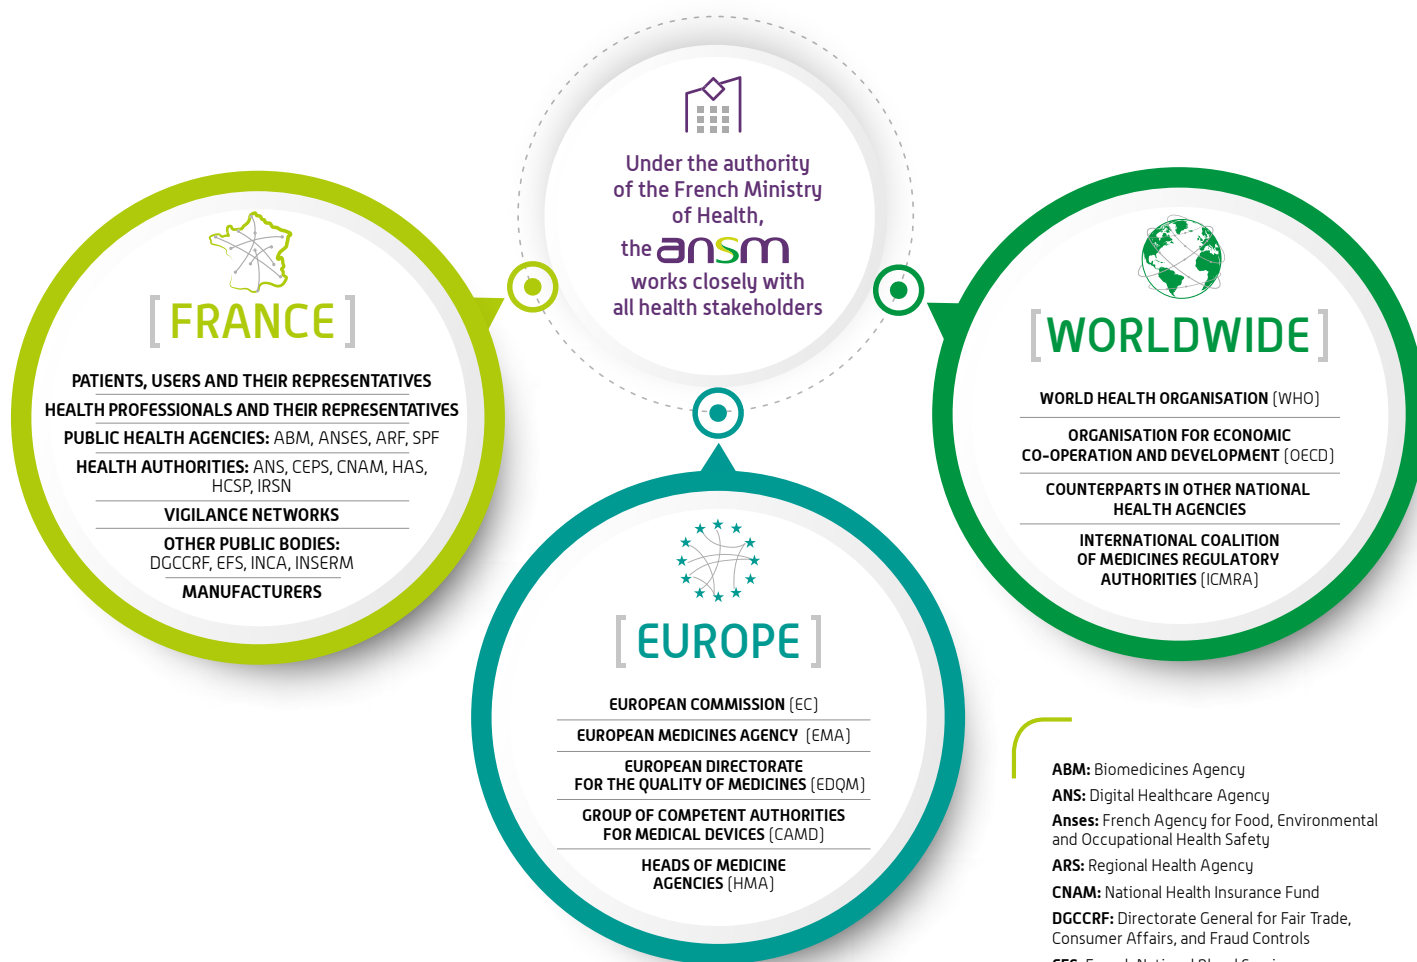 Under the authority
of the French Ministry
of Health,
the ansm
works closely with
all health stakeholders
[FRANCE]
PATIENTS, USERS AND THEIR REPRESENTATIVES
HEALTH PROFESSIONALS AND THEIR REPRESENTATIVES
PUBLIC HEALTH AGENCIES: ABM, ANSES, ARF, SPF
HEALTH AUTHORITIES: ANS, CEPS, CNAM, HAS,
HCSP, IRSN
VIGILANCE NETWORKS
OTHER PUBLIC BODIES:
DGCCRF, EFS, INCA, INSERM
MANUFACTURERS
[EUROPE]
EUROPEAN COMMISSION (EC)
EUROPEAN MEDICINES AGENCY (EMA)
EUROPEAN DIRECTORATE
FOR THE QUALITY OF MEDICINES (EDQM)
GROUP OF COMPETENT AUTHORITIES
FOR MEDICAL DEVICES (CAMD)
HEADS OF MEDICINE
AGENCIES (HMA)
[WORLDWIDE]
WORLD HEALTH ORGANISATION (WHO)
ORGANISATION FOR ECONOMIC
CO-OPERATION AND DEVELOPMENT (OECD)
COUNTERPARTS IN OTHER NATIONAL
HEALTH AGENCIES
INTERNATIONAL COALITION
OF MEDICINES REGULATORY
AUTHORITIES (ICMRA)
ABM: Biomedicines Agency
ANS: Digital Healthcare Agency
Anses: French Agency for Food, Environmental
and Occupational Health Safety
ARS: Regional Health Agency
CNAM: National Health Insurance Fund
DGCCRF: Directorate General for Fair Trade,
Consumer Affairs, and Fraud Controls